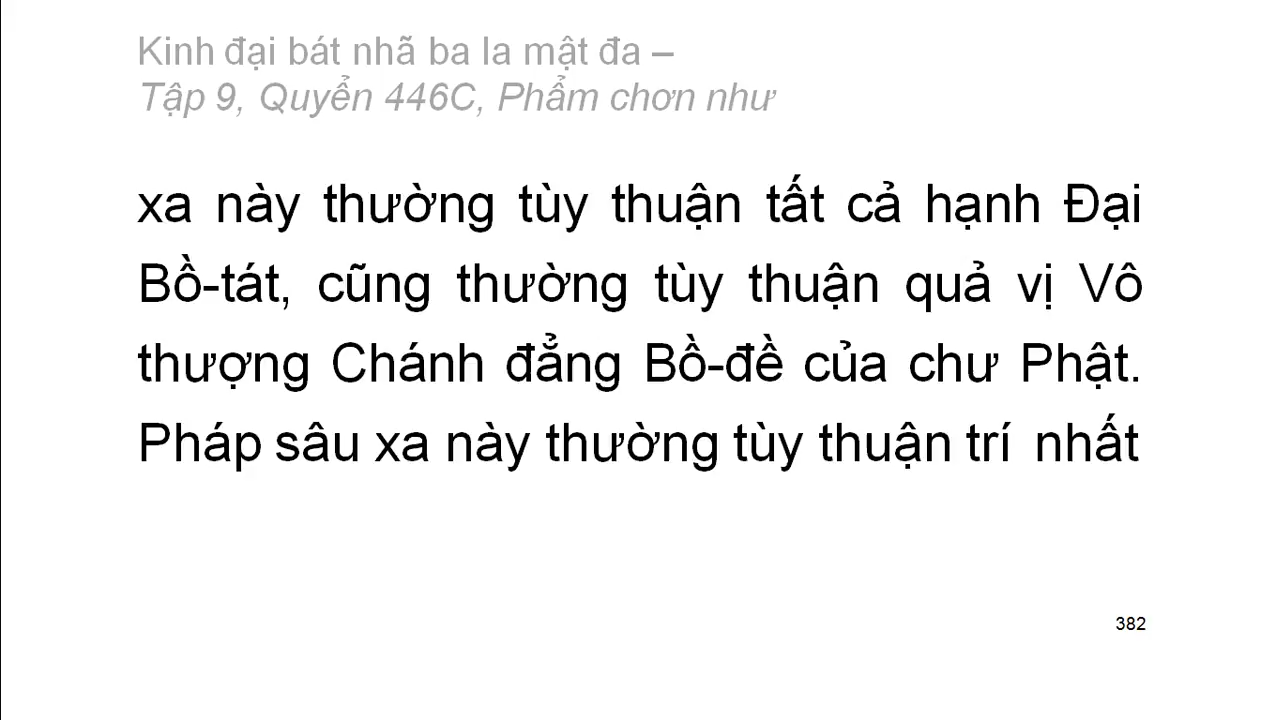 Kinh đại bát nhã ba la mật đa –
Tập 9, Quyển 446C, Phẩm chơn như
xa này thường tùy thuận tất cả hạnh Đại
Bồ-tát, cũng thường tùy thuận quả vị Vô
thượng Chánh đẳng Bồ-đề của chư Phật.
Pháp sâu xa này thường tùy thuận trí nhất
382